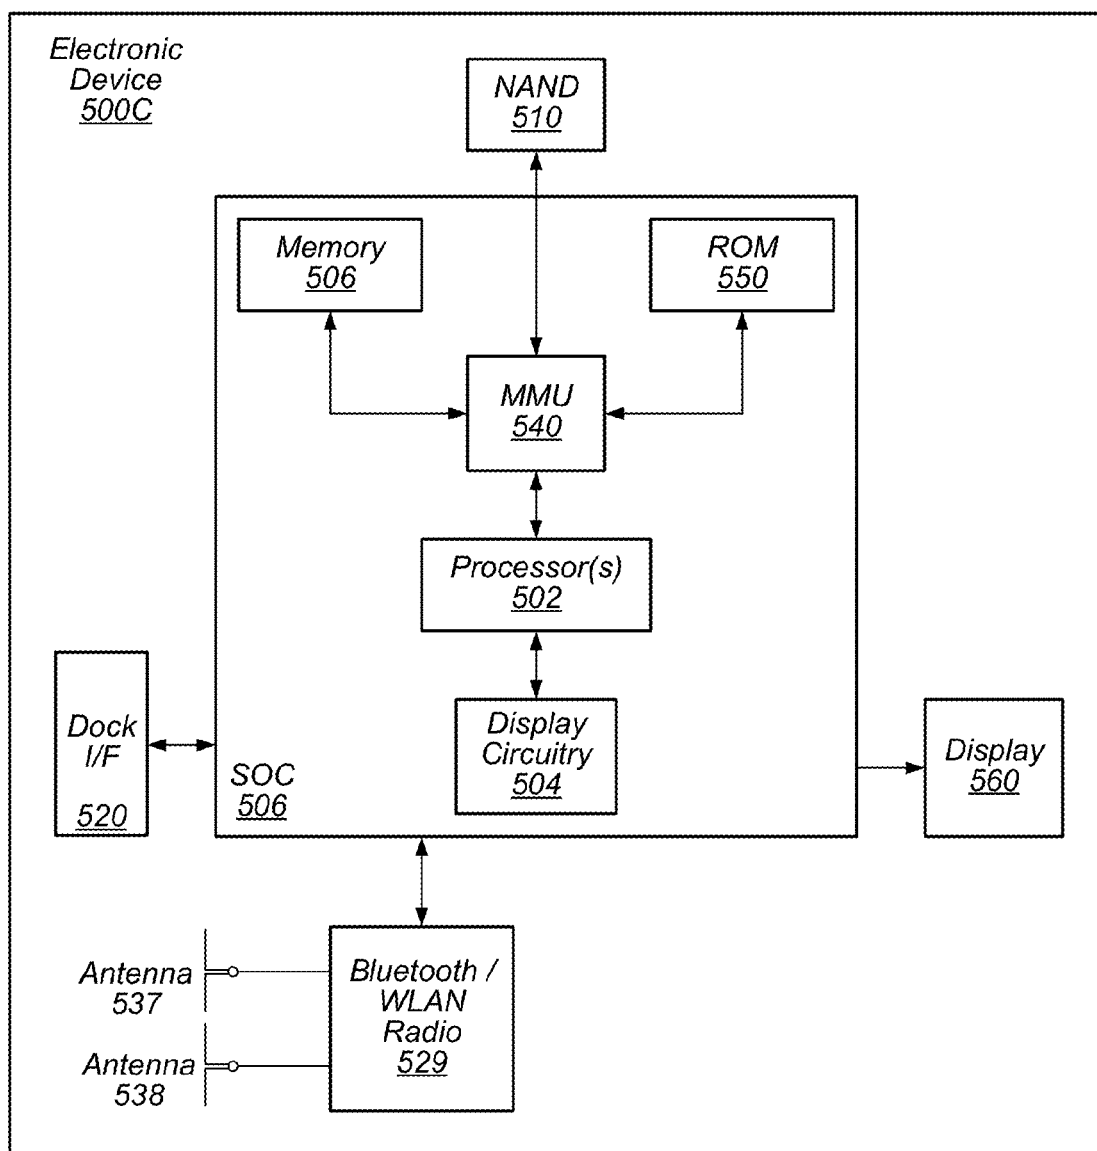 Electronic
Device
500C
NAND
510
Memory
506
ROM
550
MMU
540
Processor(s)
502
Display
Circuitry
504
SOC
506
Dock
I/F
520
Display
560
Bluetooth /
WLAN
Radio
529
Antenna
537
Antenna
538